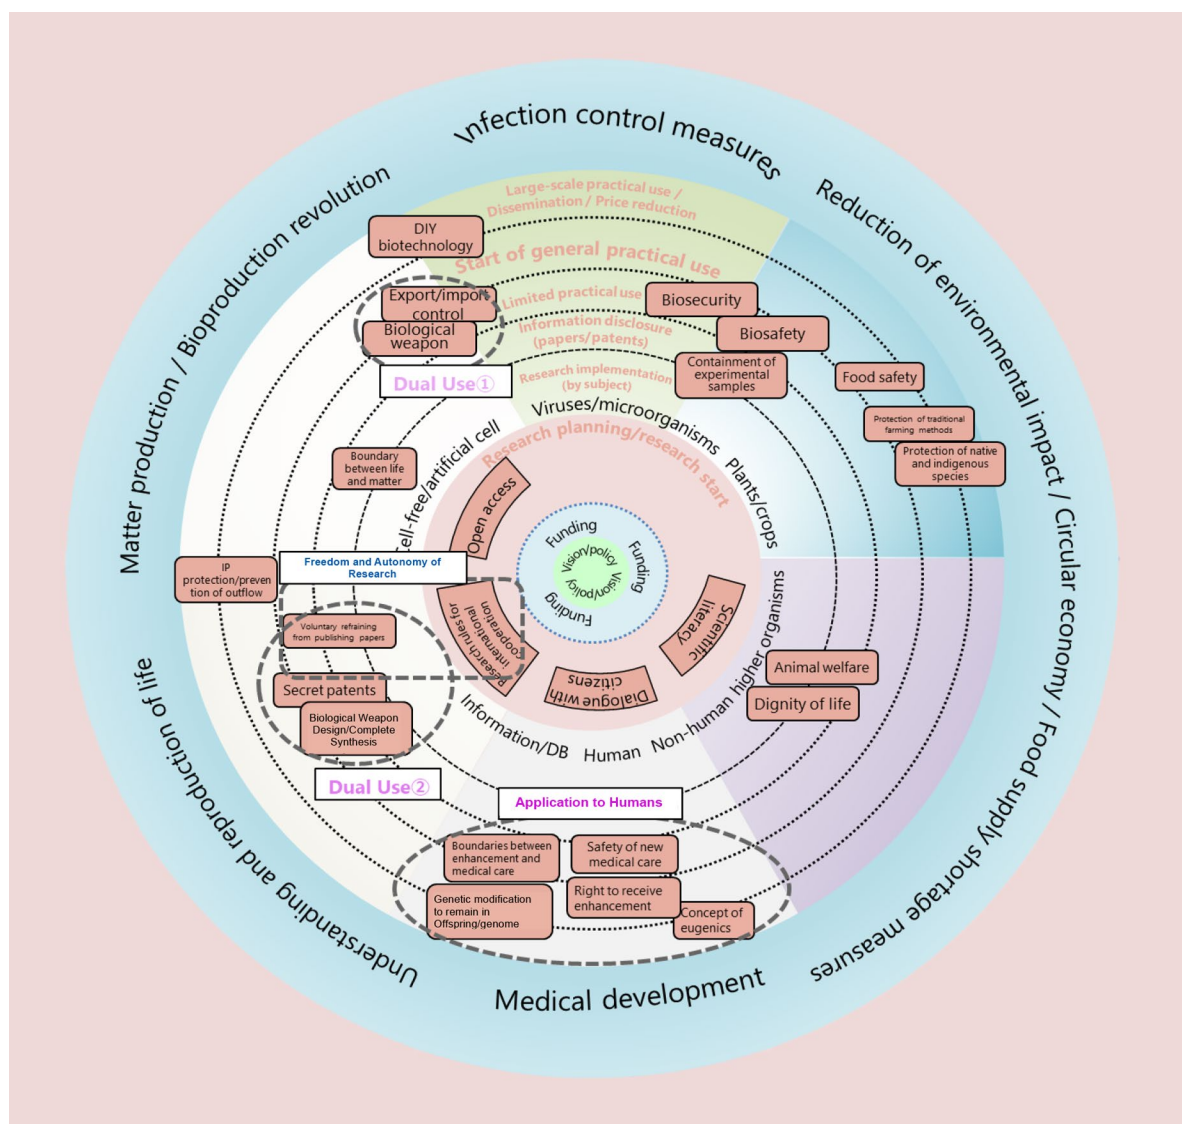 Infection control measures
Reduction of environmental impact / Circular economy / Food supply shortage measures
Medical development
Understanding and reproduction of life
Matter production / Bioproduction revolution
Large-scale practical use /
Dissemination / Price reduction
Start of general practical use
Limited practical use
Information disclosure
(papers/patents)
Research implementation
(by subject)
Viruses/microorganisms
Plants/crops
Non-human higher organisms
Human
Information/DB
ell-free/artificial cell
Research planning/research start
DIY
biotechnology
Export/import
control
Biological
weapon
Dual Use①
Biosecurity
Biosafety
Containment of
experimental
samples
Food safety
Protection of traditional
farming methods
Protection of native
and indigenous
species
Boundary
between life
and matter
Open access
Funding
Funding
Funding
Vision/policy
Vision/policy
IP
protection/preven
tion of outflow
Freedom and Autonomy of
Research
Research rules for
international
cooperation
Scientific
literacy
Dialogue with
citizens
Voluntary refraining
from publishing papers
Secret patents
Biological Weapon
Design/Complete
Synthesis
Dual Use②
Animal welfare
Dignity of life
Application to Humans
Boundaries between
enhancement and
medical care
Safety of new
medical care
Genetic modification
to remain in
Offspring/genome
Right to receive
enhancement
Concept of
eugenics